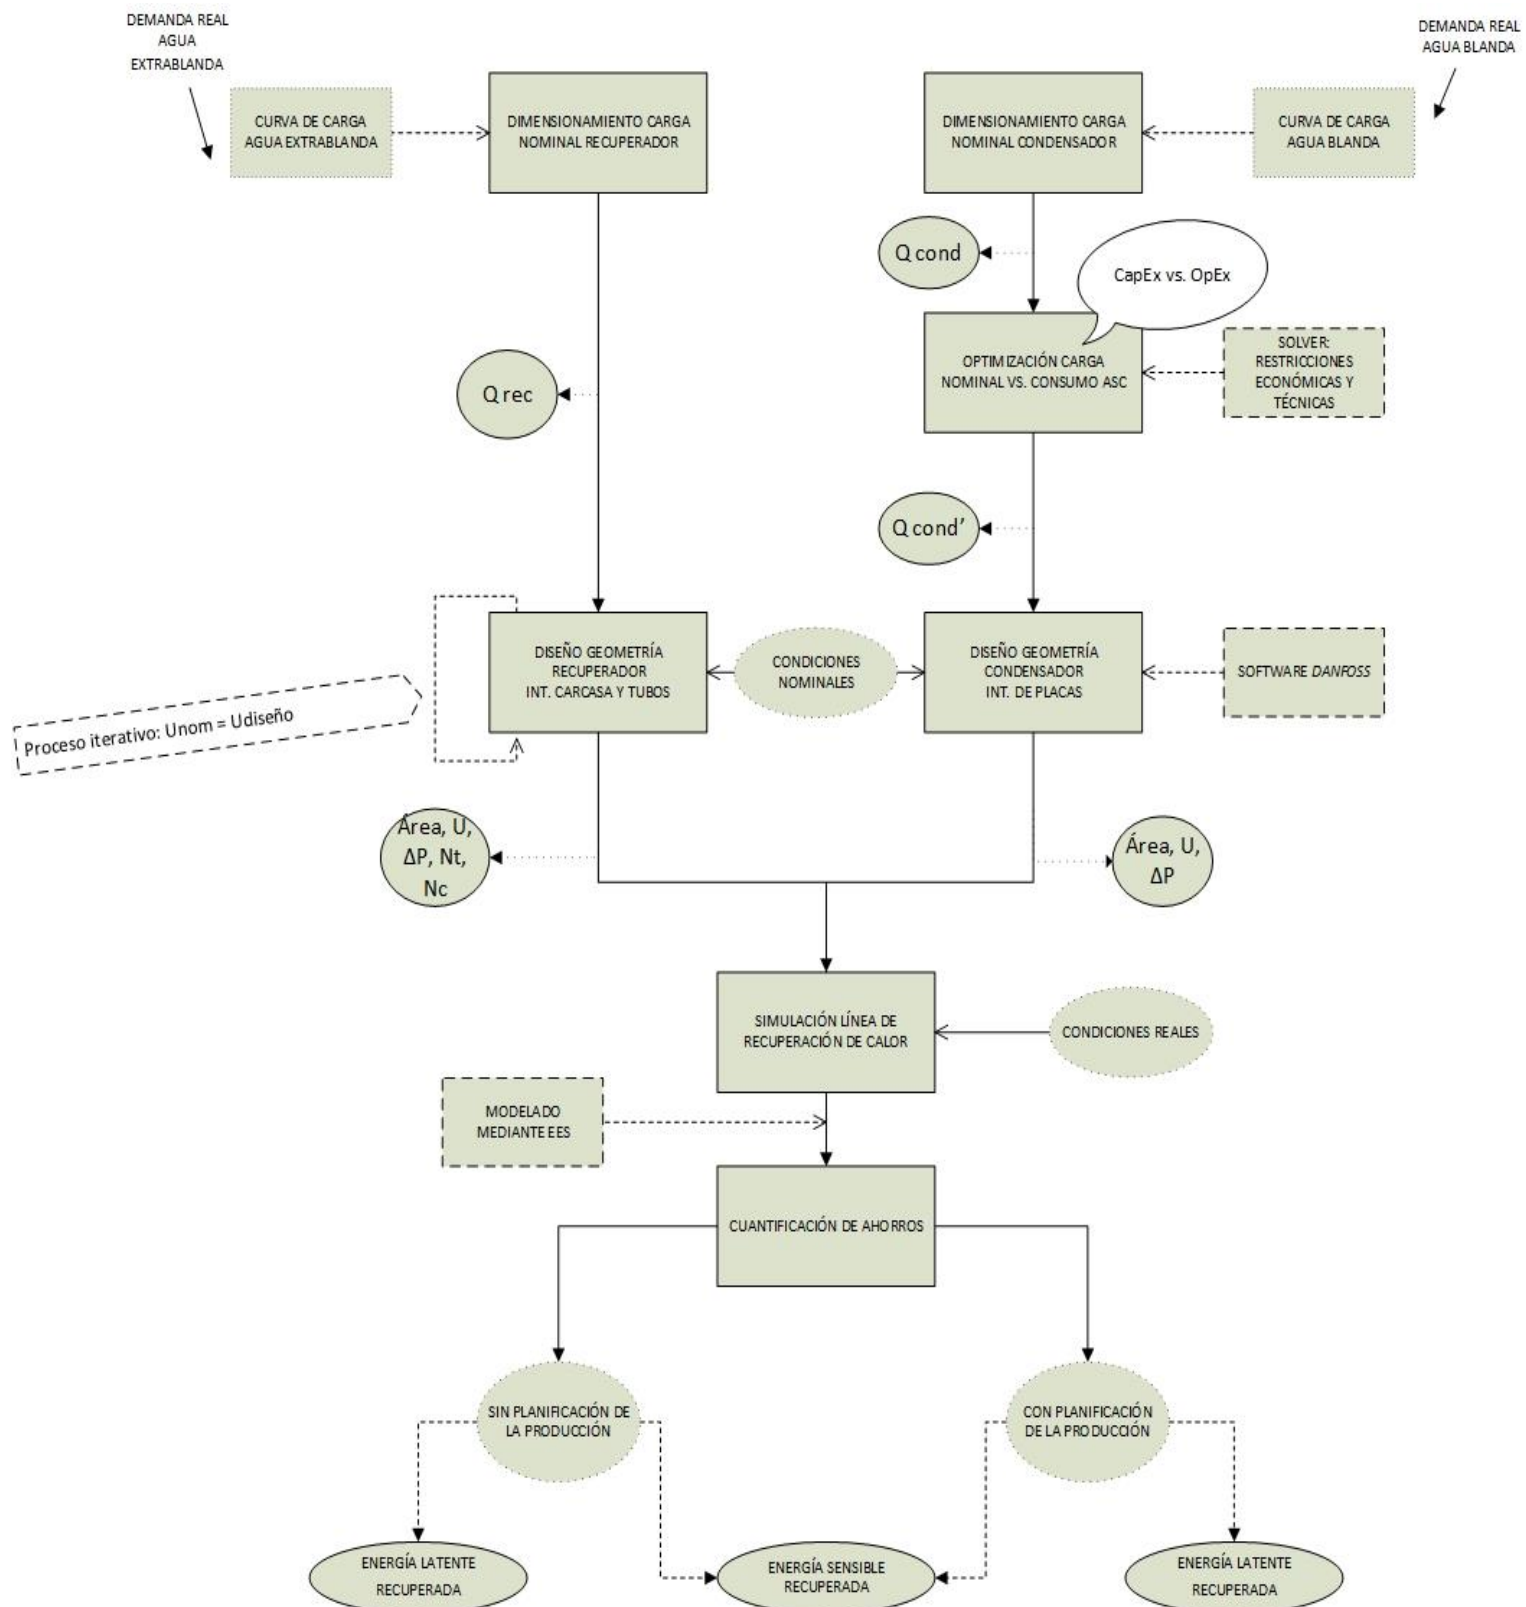 DEMANDA REAL
AGUA
EXTRABLANDA
DEMANDA REAL
AGUA BLANDA
CURVA DE CARGA
AGUA EXTRABLANDA
DIMENSIONAMIENTO CARGA
NOMINAL RECUPERADOR
DIMENSIONAMIENTO CARGA
NOMINAL CONDENSADOR
CURVA DE CARGA
AGUA BLANDA
Q cond
CapEx vs. OpEx
Q rec
OPTIMIZACIÓN CARGA
NOMINAL VS. CONSUMO ASC
SOLVER:
RESTRICCIONES
ECONÓMICAS Y
TÉCNICAS
Q cond’
DISEÑO GEOMETRÍA
RECUPERADOR
INT. CARCASA Y TUBOS
CONDICIONES
NOMINALES
DISEÑO GEOMETRÍA
CONDENSADOR
INT. DE PLACAS
SOFTWARE DANFOSS
Proceso iterativo: Unom = Udiseño
Área, U,
ΔP, Nt,
Nc
Área, U,
ΔP
SIMULACIÓN LÍNEA DE
RECUPERACIÓN DE CALOR
CONDICIONES REALES
MODELADO
MEDIANTE EES
CUANTIFICACIÓN DE AHORROS
SIN PLANIFICACIÓN DE
LA PRODUCCIÓN
CON PLANIFICACIÓN
DE LA PRODUCCIÓN
ENERGÍA LATENTE
RECUPERADA
ENERGÍA SENSIBLE
RECUPERADA
ENERGÍA LATENTE
RECUPERADA